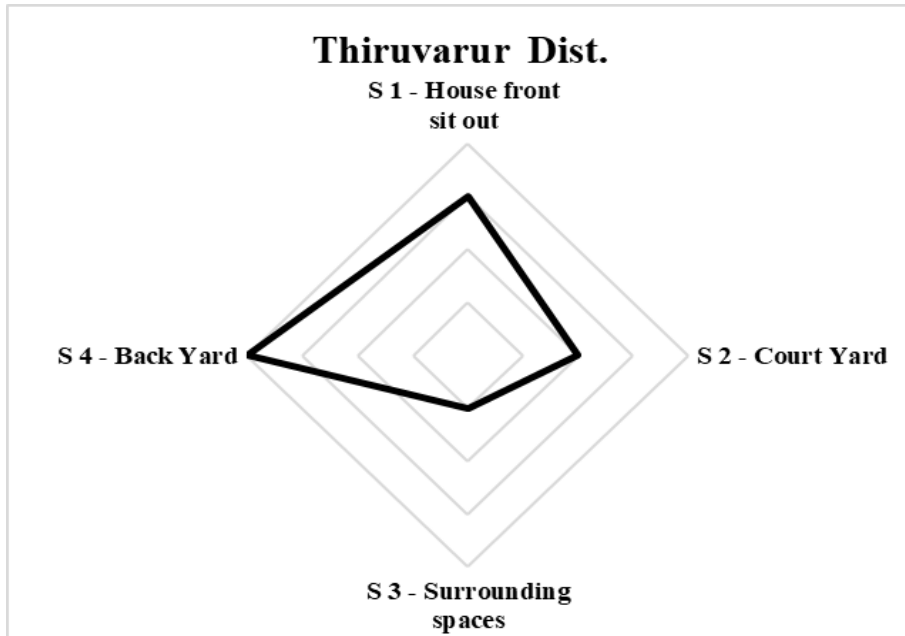 Thiruvarur Dist.
S 1 - House front
sit out
S 4 - Back Yard
S 2 - Court Yard
S 3 - Surrounding
spaces